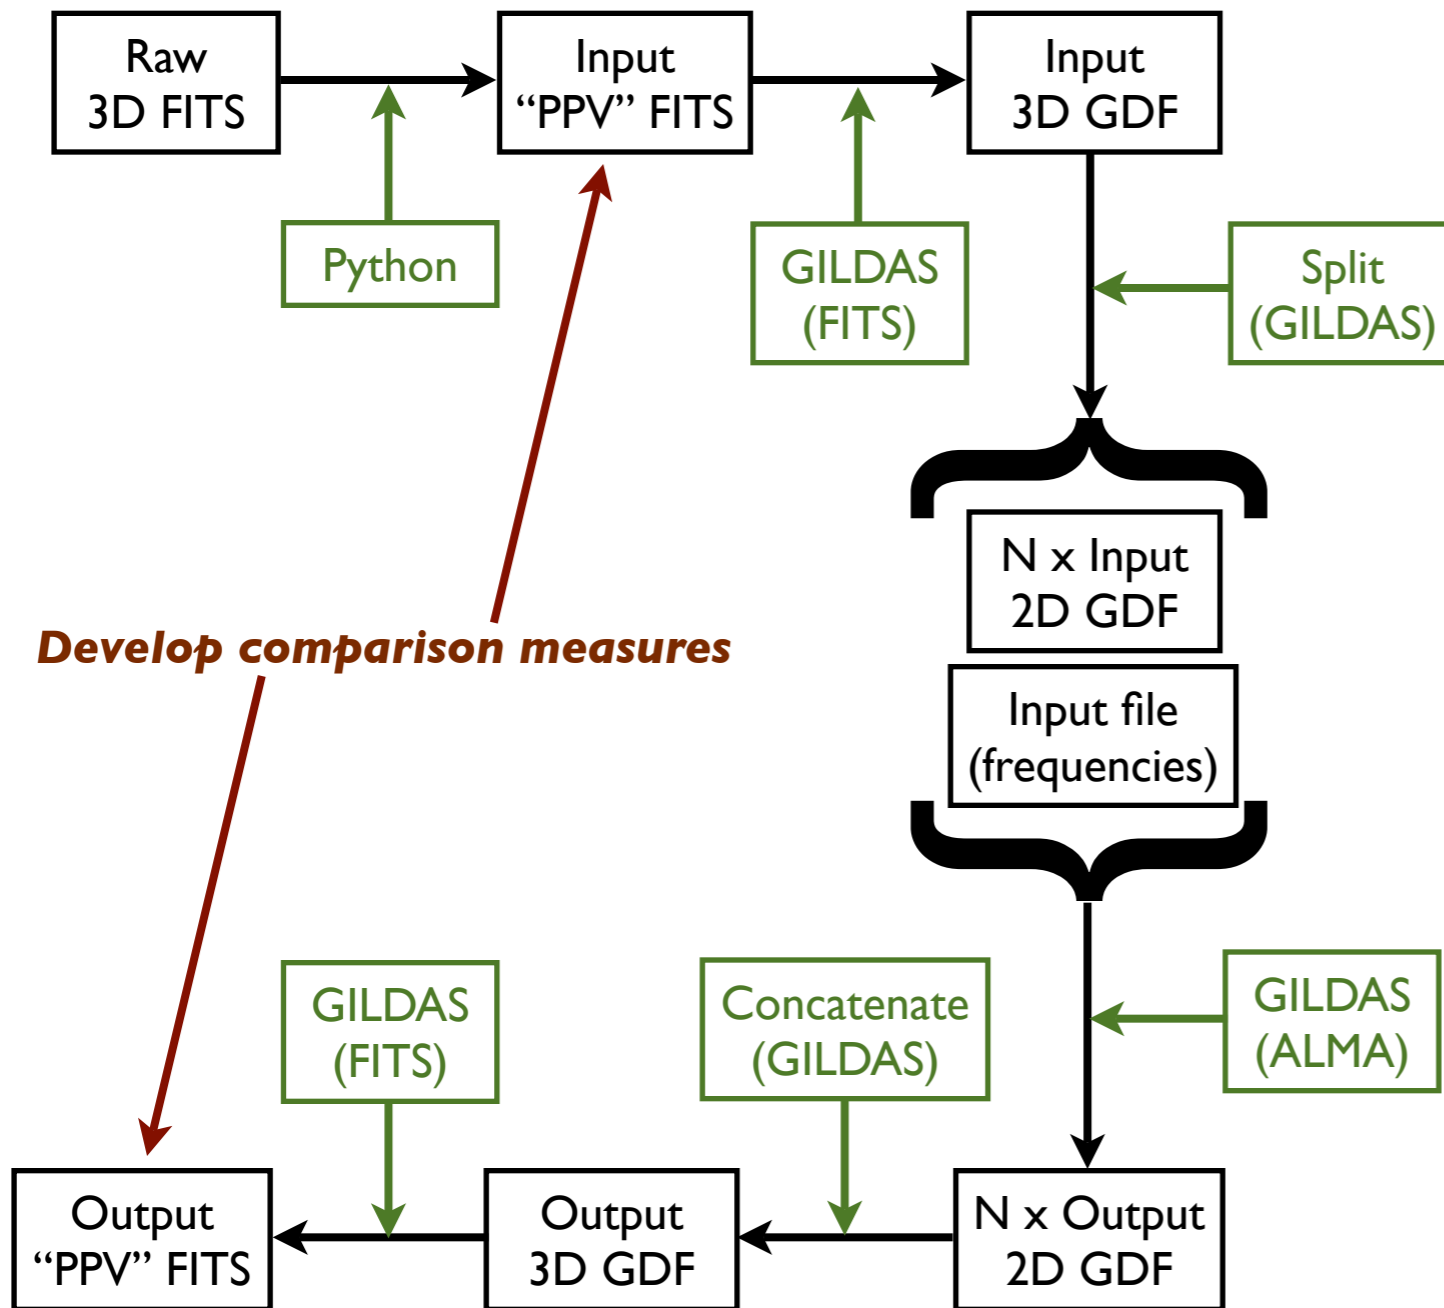 Raw
3D FITS
Input
“PPV” FITS
Input
3D GDF
Python
GILDAS
(FITS)
Split
(GILDAS)
N x Input
2D GDF
Develop comparison measures
Input file
(frequencies)
GILDAS
(FITS)
Concatenate
(GILDAS)
GILDAS
(ALMA)
Output
“PPV” FITS
Output
3D GDF
N x Output
2D GDF